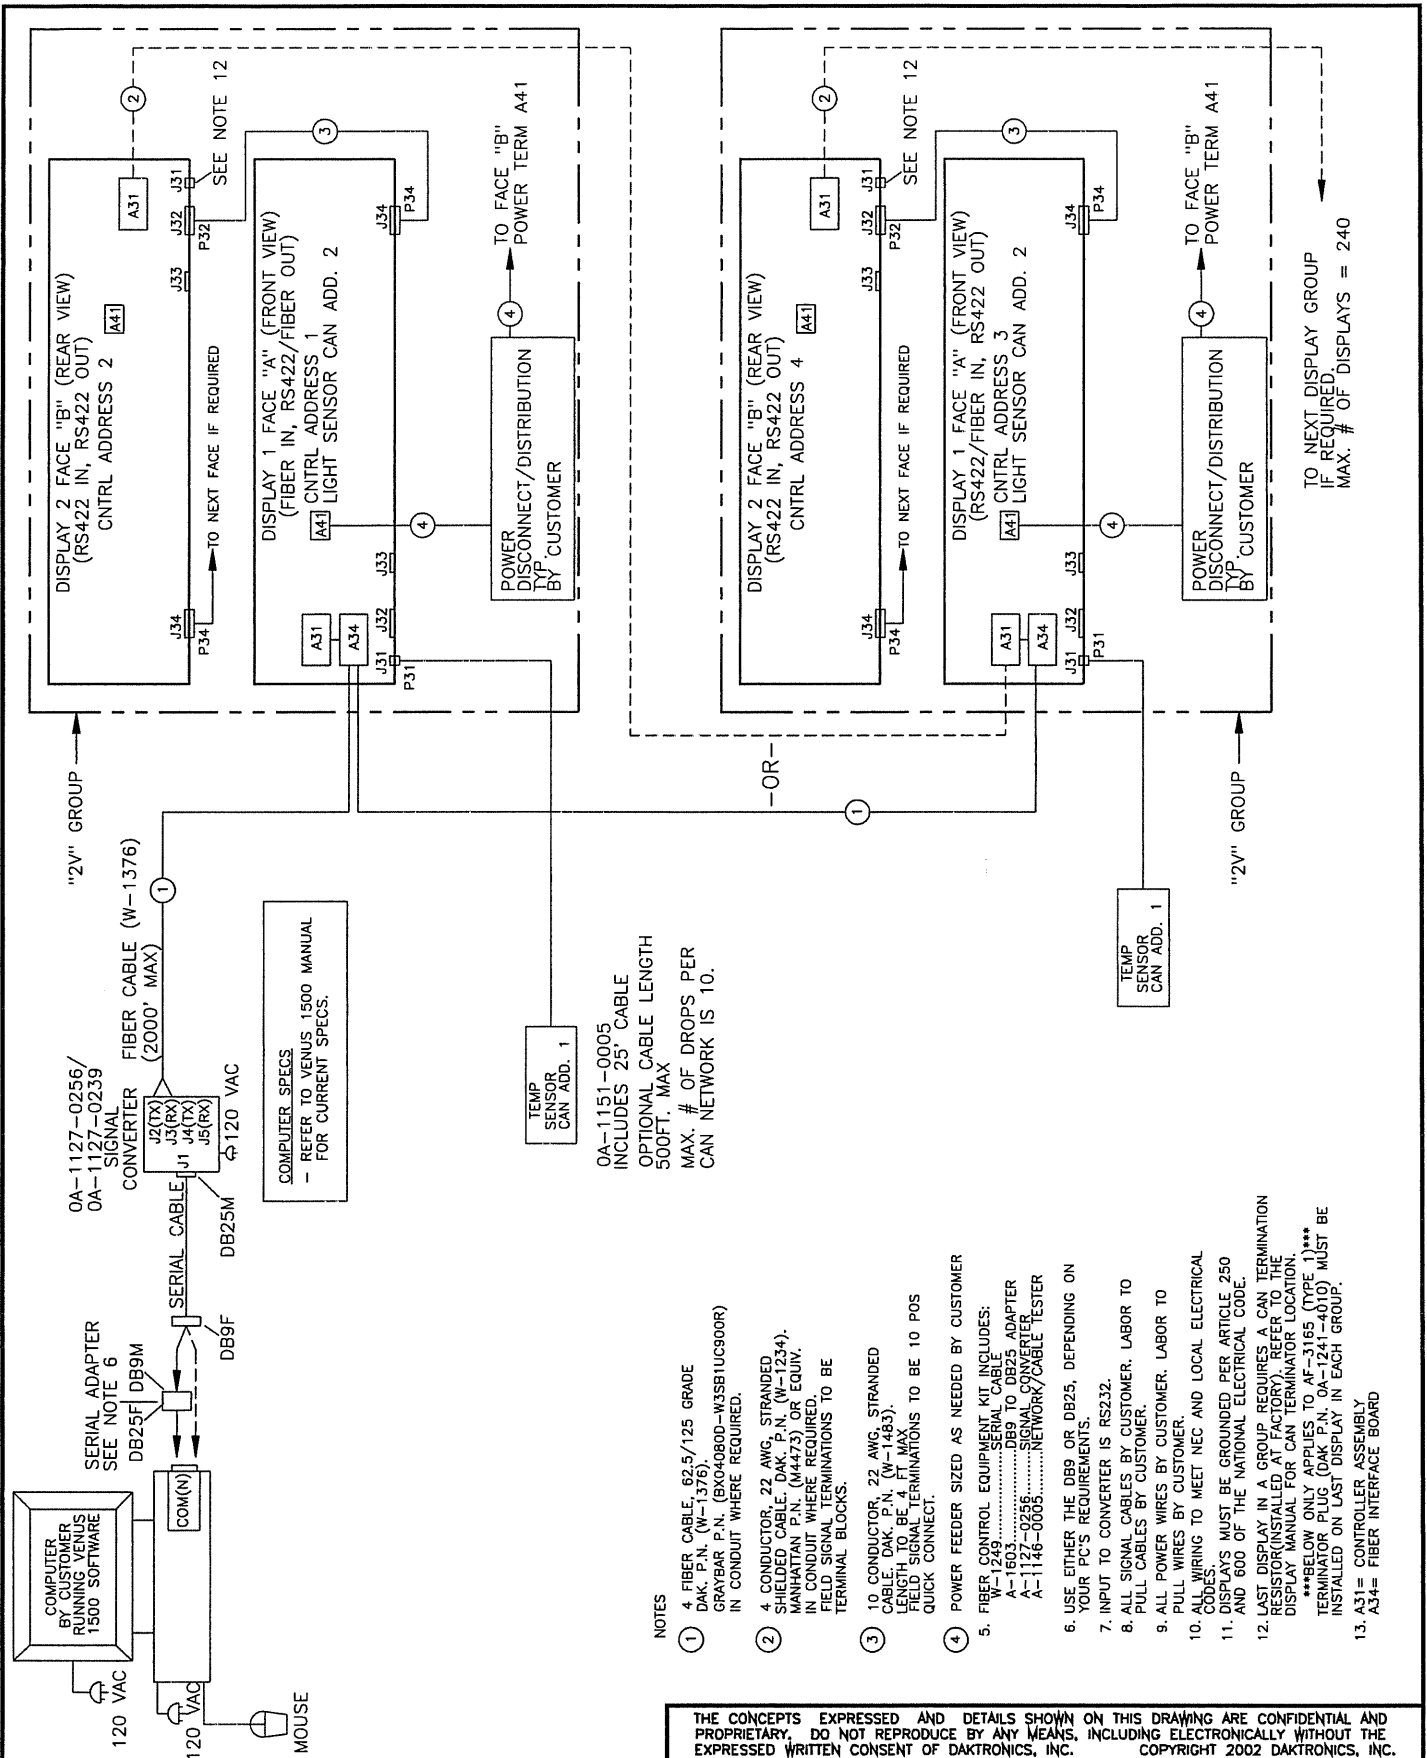 COMPUTER
BY CUSTOMER
RUNNING VENUS
1500 SOFTWARE
COM(N)
120 VAC
120 VAC
MOUSE
SERIAL ADAPTER
SEE NOTE 6
DB25F
DB9M
DB9F
SERIAL CABLE
DB25M
0A-1127-0256/
0A-1127-0239
SIGNAL
CONVERTER
J1
J2(TX)
J3(RX)
J4(TX)
J5(RX)
120 VAC
FIBER CABLE (W-1376)
(2000' MAX)
1
COMPUTER SPECS
- REFER TO VENUS 1500 MANUAL
FOR CURRENT SPECS.
"2V" GROUP
DISPLAY 2 FACE "B" (REAR VIEW)
(RS422 IN, RS422 OUT)
CNTRL ADDRESS 2
A41
A31
J34
P34
TO NEXT FACE IF REQUIRED
J33
J32
P32
J31
SEE NOTE 12
2
3
DISPLAY 1 FACE "A" (FRONT VIEW)
(FIBER IN, RS422/FIBER OUT)
CNTRL ADDRESS 1
LIGHT SENSOR CAN ADD. 2
A41
A31
A34
J31
P31
J32
J33
J34
P34
4
POWER
DISCONNECT/DISTRIBUTION
TYP.
BY CUSTOMER
4
TO FACE "B"
POWER TERM A41
TEMP
SENSOR
CAN ADD. 1
0A-1151-0005
INCLUDES 25' CABLE
OPTIONAL CABLE LENGTH
500FT. MAX
MAX. # OF DROPS PER
CAN NETWORK IS 10.
-OR-
1
DISPLAY 2 FACE "B" (REAR VIEW)
(RS422 IN, RS422 OUT)
CNTRL ADDRESS 4
A41
A31
J34
P34
TO NEXT FACE IF REQUIRED
J33
J32
P32
J31
SEE NOTE 12
2
3
DISPLAY 1 FACE "A" (FRONT VIEW)
(RS422/FIBER IN, RS422 OUT)
CNTRL ADDRESS 3
LIGHT SENSOR CAN ADD. 2
A41
A31
A34
J31
P31
J32
J33
J34
P34
4
POWER
DISCONNECT/DISTRIBUTION
TYP.
BY CUSTOMER
4
TO FACE "B"
POWER TERM A41
TEMP
SENSOR
CAN ADD. 1
"2V" GROUP
TO NEXT DISPLAY GROUP
IF REQUIRED.
MAX. # OF DISPLAYS = 240
NOTES
1 4 FIBER CABLE, 62.5/125 GRADE
DAK. P.N. (W-1376).
GRAYBAR P.N. (BX04080D-W3SB1UC900R)
IN CONDUIT WHERE REQUIRED.
2 4 CONDUCTOR, 22 AWG, STRANDED
SHIELDED CABLE. DAK. P.N. (W-1234).
MANHATTAN P.N. (M4473) OR EQUIV.
IN CONDUIT WHERE REQUIRED.
FIELD SIGNAL TERMINATIONS TO BE
TERMINAL BLOCKS.
3 10 CONDUCTOR, 22 AWG, STRANDED
CABLE. DAK. P.N. (W-1483).
LENGTH TO BE 4 FT MAX
FIELD SIGNAL TERMINATIONS TO BE 10 POS
QUICK CONNECT.
4 POWER FEEDER SIZED AS NEEDED BY CUSTOMER
5. FIBER CONTROL EQUIPMENT KIT INCLUDES:
W-1249..........SERIAL CABLE
A-1603..........DB9 TO DB25 ADAPTER
A-1127-0256.....SIGNAL CONVERTER
A-1146-0005.....NETWORK/CABLE TESTER
6. USE EITHER THE DB9 OR DB25, DEPENDING ON
YOUR PC'S REQUIREMENTS.
7. INPUT TO CONVERTER IS RS232.
8. ALL SIGNAL CABLES BY CUSTOMER. LABOR TO
PULL CABLES BY CUSTOMER.
9. ALL POWER WIRES BY CUSTOMER. LABOR TO
PULL WIRES BY CUSTOMER.
10. ALL WIRING TO MEET NEC AND LOCAL ELECTRICAL
CODES.
11. DISPLAYS MUST BE GROUNDED PER ARTICLE 250
AND 600 OF THE NATIONAL ELECTRICAL CODE.
12. LAST DISPLAY IN A GROUP REQUIRES A CAN TERMINATION
RESISTOR(INSTALLED AT FACTORY). REFER TO THE
DISPLAY MANUAL FOR CAN TERMINATOR LOCATION.
***BELOW ONLY APPLIES TO AF-3165 (TYPE 1)***
TERMINATOR PLUG (DAK P.N. 0A-1241-4010) MUST BE
INSTALLED ON LAST DISPLAY IN EACH GROUP.
13. A31= CONTROLLER ASSEMBLY
A34= FIBER INTERFACE BOARD
THE CONCEPTS EXPRESSED AND DETAILS SHOWN ON THIS DRAWING ARE CONFIDENTIAL AND
PROPRIETARY. DO NOT REPRODUCE BY ANY MEANS, INCLUDING ELECTRONICALLY WITHOUT THE
EXPRESSED WRITTEN CONSENT OF DAKTRONICS, INC. COPYRIGHT 2002 DAKTRONICS, INC.